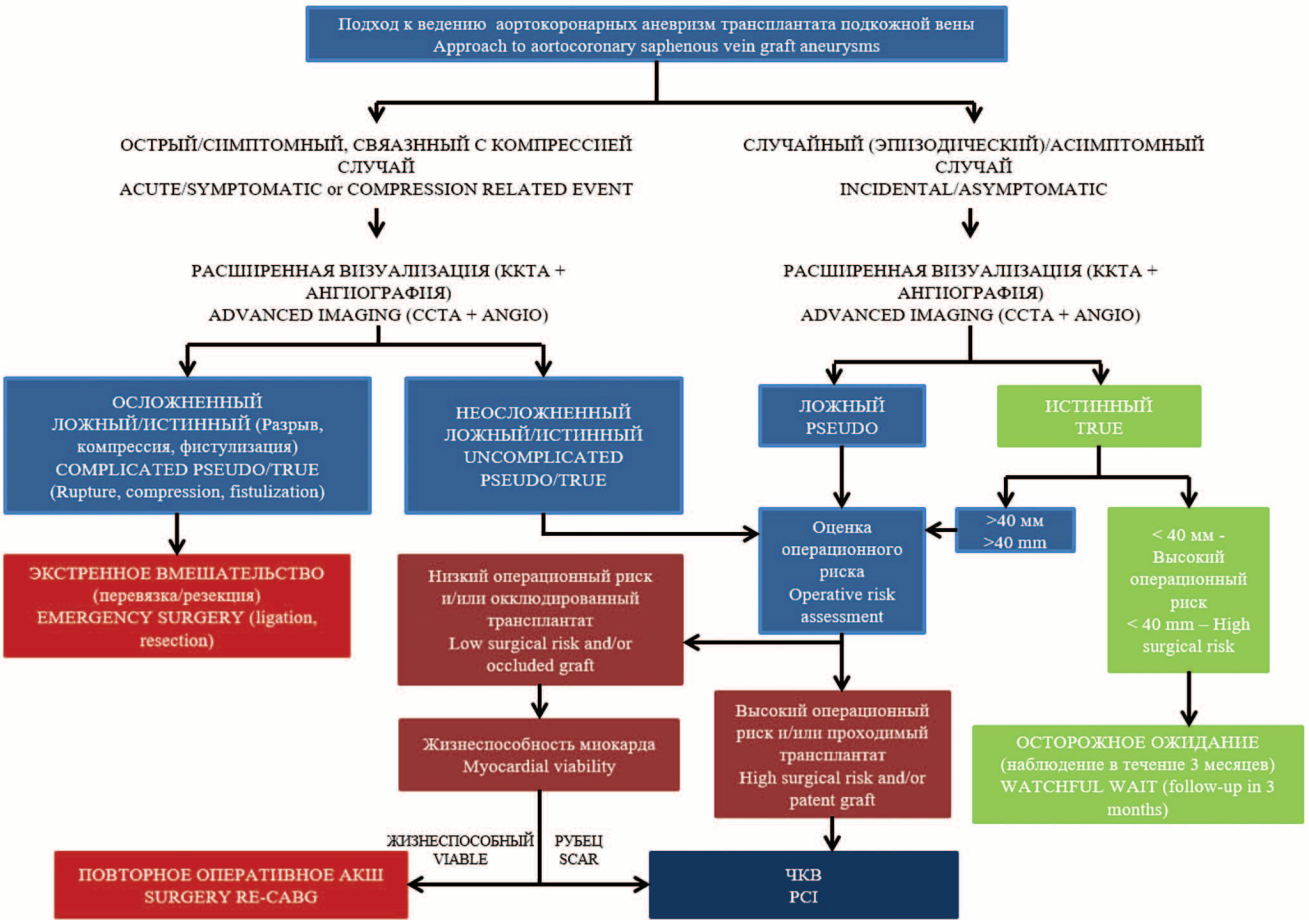 Подход к ведению аортокоронарных аневризм трансплантата подкожной вены
Approach to aortocoronary saphenous vein graft aneurysms
ОСТРЫЙ/СИМПТОМНЫЙ, СВЯАЗННЫЙ С КОМПРЕССИЕЙ
СЛУЧАЙ
ACUTE/SYMPTOMATIC or COMPRESSION RELATED EVENT
СЛУЧАЙНЫЙ (ЭПИЗОДИЧЕСКИЙ)/АСИМПТОМНЫЙ
СЛУЧАЙ
INCIDENTAL/ASYMPTOMATIC
РАСШИРЕННАЯ ВИЗУАЛИЗАЦИЯ (ККТА +
АНГИОГРАФИЯ)
ADVANCED IMAGING (CCTA + ANGIO)
РАСШИРЕННАЯ ВИЗУАЛИЗАЦИЯ (ККТА +
АНГИОГРАФИЯ)
ADVANCED IMAGING (CCTA + ANGIO)
ОСЛОЖНЕННЫЙ
ЛОЖНЫЙ/ИСТИННЫЙ (Разрыв,
компрессия, фистулизация)
COMPLICATED PSEUDO/TRUE
(Rupture, compression, fistulization)
НЕОСЛОЖНЕННЫЙ
ЛОЖНЫЙ/ИСТИННЫЙ
UNCOMPLICATED
PSEUDO/TRUE
ЛОЖНЫЙ
PSEUDO
ИСТИННЫЙ
TRUE
>40 мм
>40 mm
Оценка
операционного
риска
Operative risk
assessment
< 40 мм -
Высокий
операционный
риск
< 40 mm – High
surgical risk
ЭКСТРЕННОЕ ВМЕШАТЕЛЬСТВО
(перевязка/резекция)
EMERGENCY SURGERY (ligation,
resection)
Низкий операционный риск
и/или окклюдированный
трансплантат
Low surgical risk and/or
occluded graft
Высокий операционный
риск и/или проходимый
трансплантат
High surgical risk and/or
patent graft
Жизнеспособность миокарда
Myocardial viability
ОСТОРОЖНОЕ ОЖИДАНИЕ
(наблюдение в течение 3 месяцев)
WATCHFUL WAIT (follow-up in 3
months)
ЖИЗНЕСПОСОБНЫЙ
VIABLE
РУБЕЦ
SCAR
ПОВТОРНОЕ ОПЕРАТИВНОЕ АКШ
SURGERY RE-CABG
ЧКВ
PCI